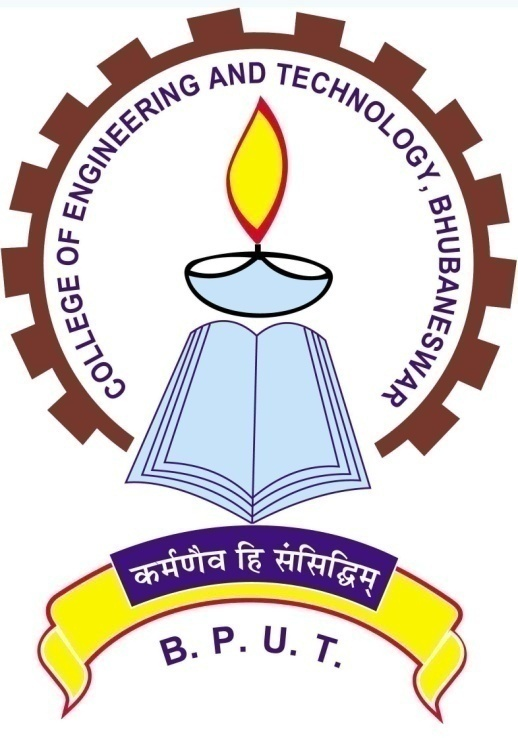 COLLEGE OF ENGINEERING AND TECHNOLOGY, BHUBANESWAR
कर्मणैव हि संसिद्धिम्
B. P. U. T.